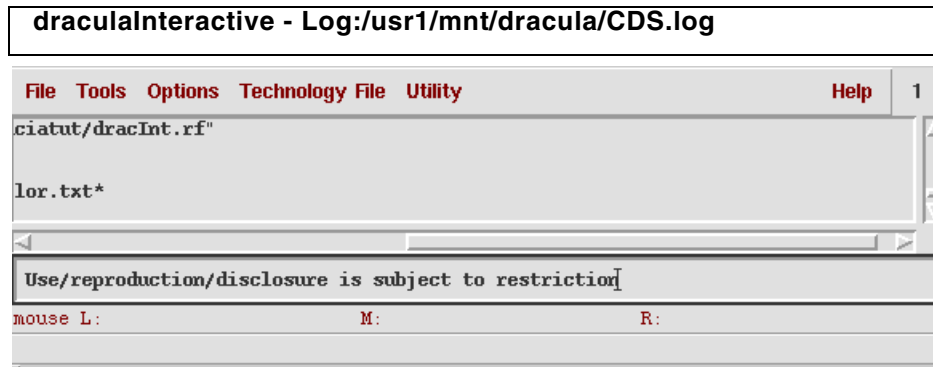 draculaInteractive - Log:/usr1/mnt/dracula/CDS.log
File Tools Options Technology File Utility Help 1
ciatut/dracInt.rf"
lor.txt*
Use/reproduction/disclosure is subject to restriction
mouse L: M: R: